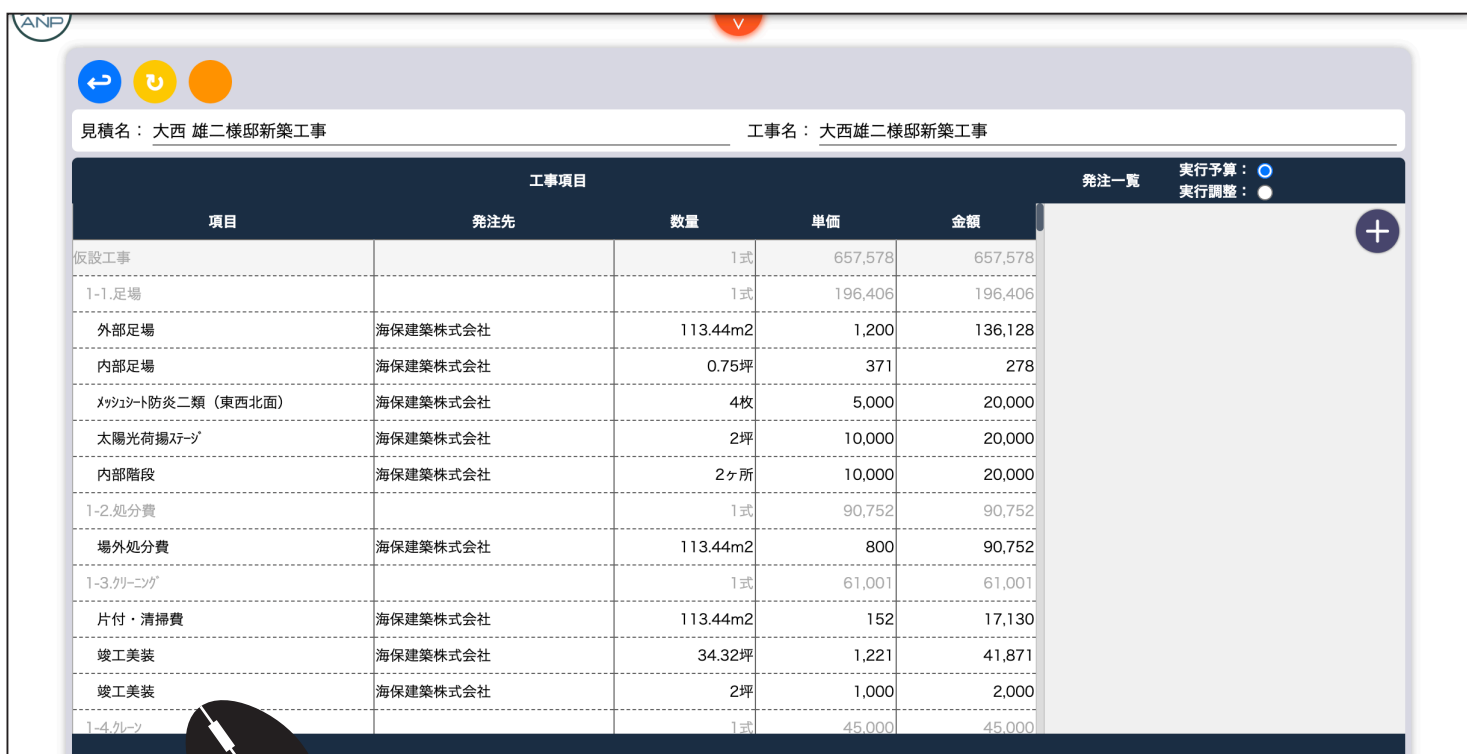 ANP
見積名： 大西 雄二様邸新築工事 工事名： 大西雄二様邸新築工事
工事項目 発注一覧 実行予算：
実行調整：
項目 発注先 数量 単価 金額
仮設工事 1式 657,578 657,578
1-1.足場 1式 196,406 196,406
外部足場 海保建築株式会社 113.44m2 1,200 136,128
内部足場 海保建築株式会社 0.75坪 371 278
ﾒｯｼｭｼｰﾄ防炎二類（東西北面） 海保建築株式会社 4枚 5,000 20,000
太陽光荷揚ｽﾃｰｼﾞ 海保建築株式会社 2坪 10,000 20,000
内部階段 海保建築株式会社 2ヶ所 10,000 20,000
1-2.処分費 1式 90,752 90,752
場外処分費 海保建築株式会社 113.44m2 800 90,752
1-3.ｸﾘｰﾆﾝｸﾞ 1式 61,001 61,001
片付・清掃費 海保建築株式会社 113.44m2 152 17,130
竣工美装 海保建築株式会社 34.32坪 1,221 41,871
竣工美装 海保建築株式会社 2坪 1,000 2,000
1-4.ｸﾚｰﾝ 1式 45,000 45,000